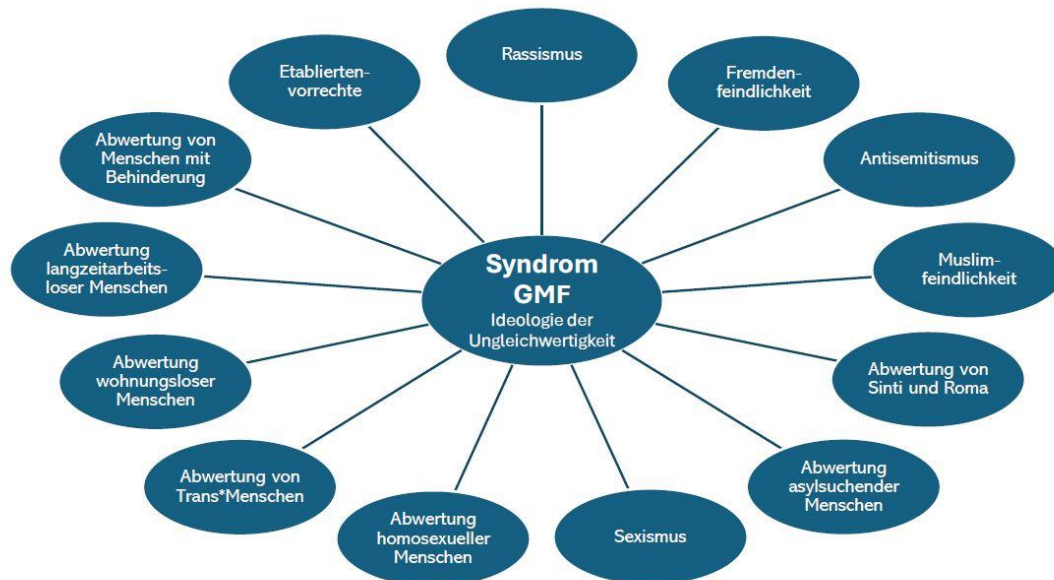 Rassismus
Fremden-
feindlichkeit
Antisemitismus
Muslim-
feindlichkeit
Abwertung von
Sinti und Roma
Abwertung
asylsuchender
Menschen
Sexismus
Abwertung
homosexueller
Menschen
Abwertung von
Trans*Menschen
Abwertung
wohnungsloser
Menschen
Abwertung
langzeitarbeits-
loser Menschen
Abwertung von
Menschen mit
Behinderung
Etablierten-
vorrechte
Syndrom
GMF
Ideologie der
Ungleichwertigkeit